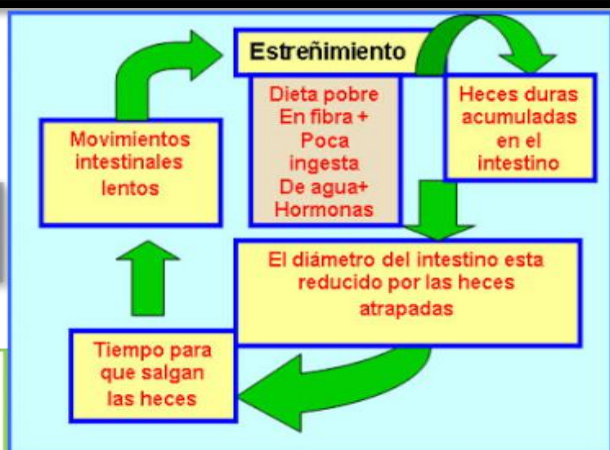 Estreñimiento
Dieta pobre
En fibra +
Poca
ingesta
De agua+
Hormonas
Heces duras
acumuladas
en el
intestino
El diámetro del intestino esta
reducido por las heces
atrapadas
Tiempo para
que salgan
las heces
Movimientos
intestinales
lentos